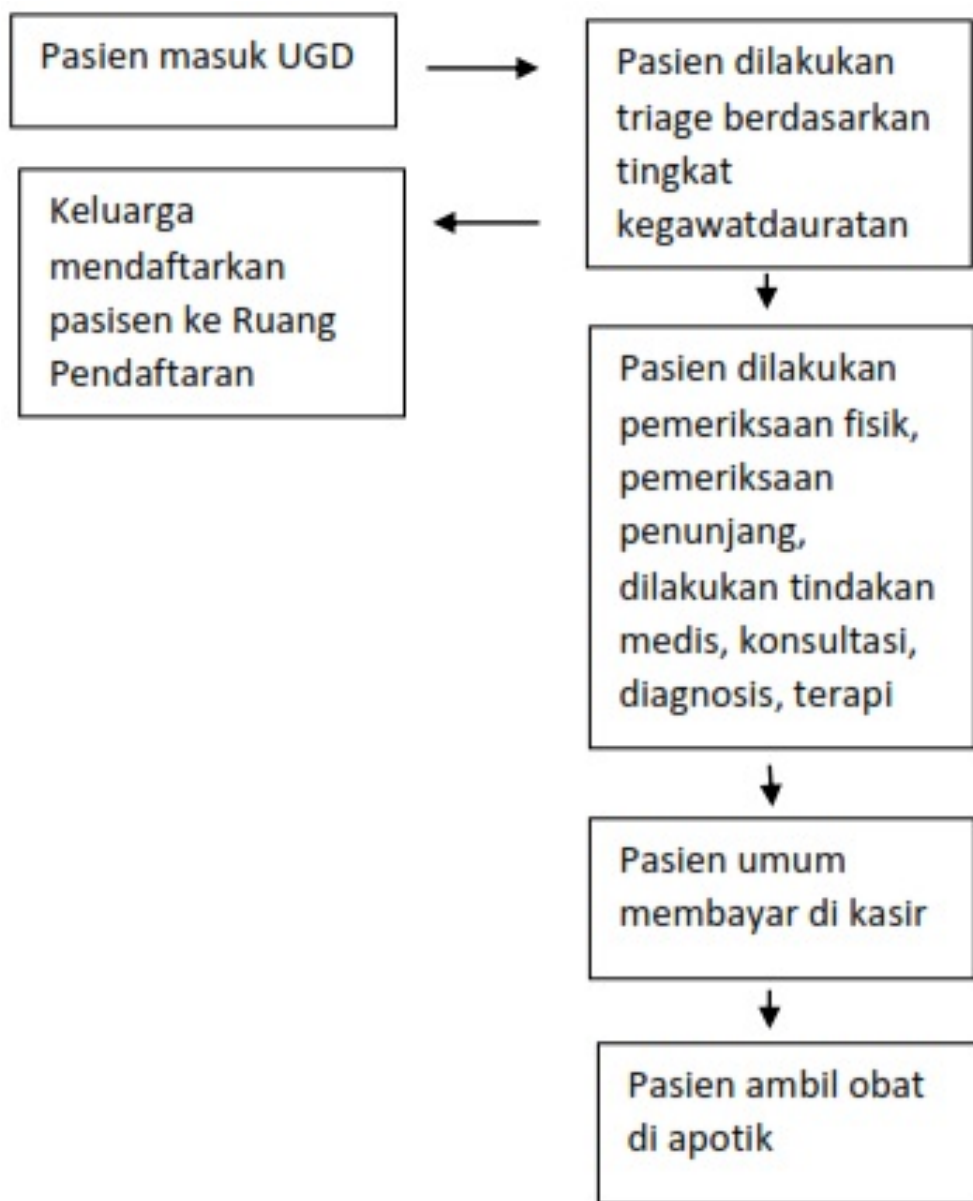 Pasien masuk UGD
Pasien dilakukan
triage berdasarkan
tingkat
kegawatdauratan
Keluarga
mendaftarkan
pasisen ke Ruang
Pendaftaran
Pasien dilakukan
pemeriksaan fisik,
pemeriksaan
penunjang,
dilakukan tindakan
medis, konsultasi,
diagnosis, terapi
Pasien umum
membayar di kasir
Pasien ambil obat
di apotik